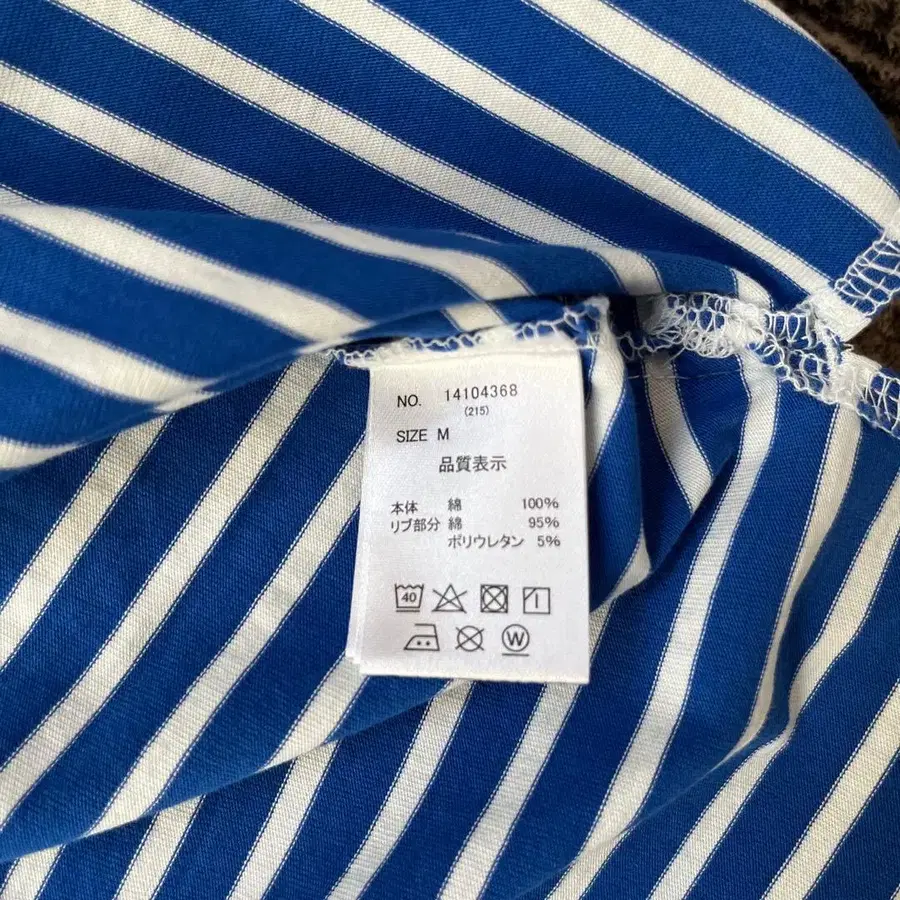 NO. 14104368
(215)
SIZE M
品質表示
本体 綿 100%
リブ部分 綿 95%
ポリウレタン 5%
40
W